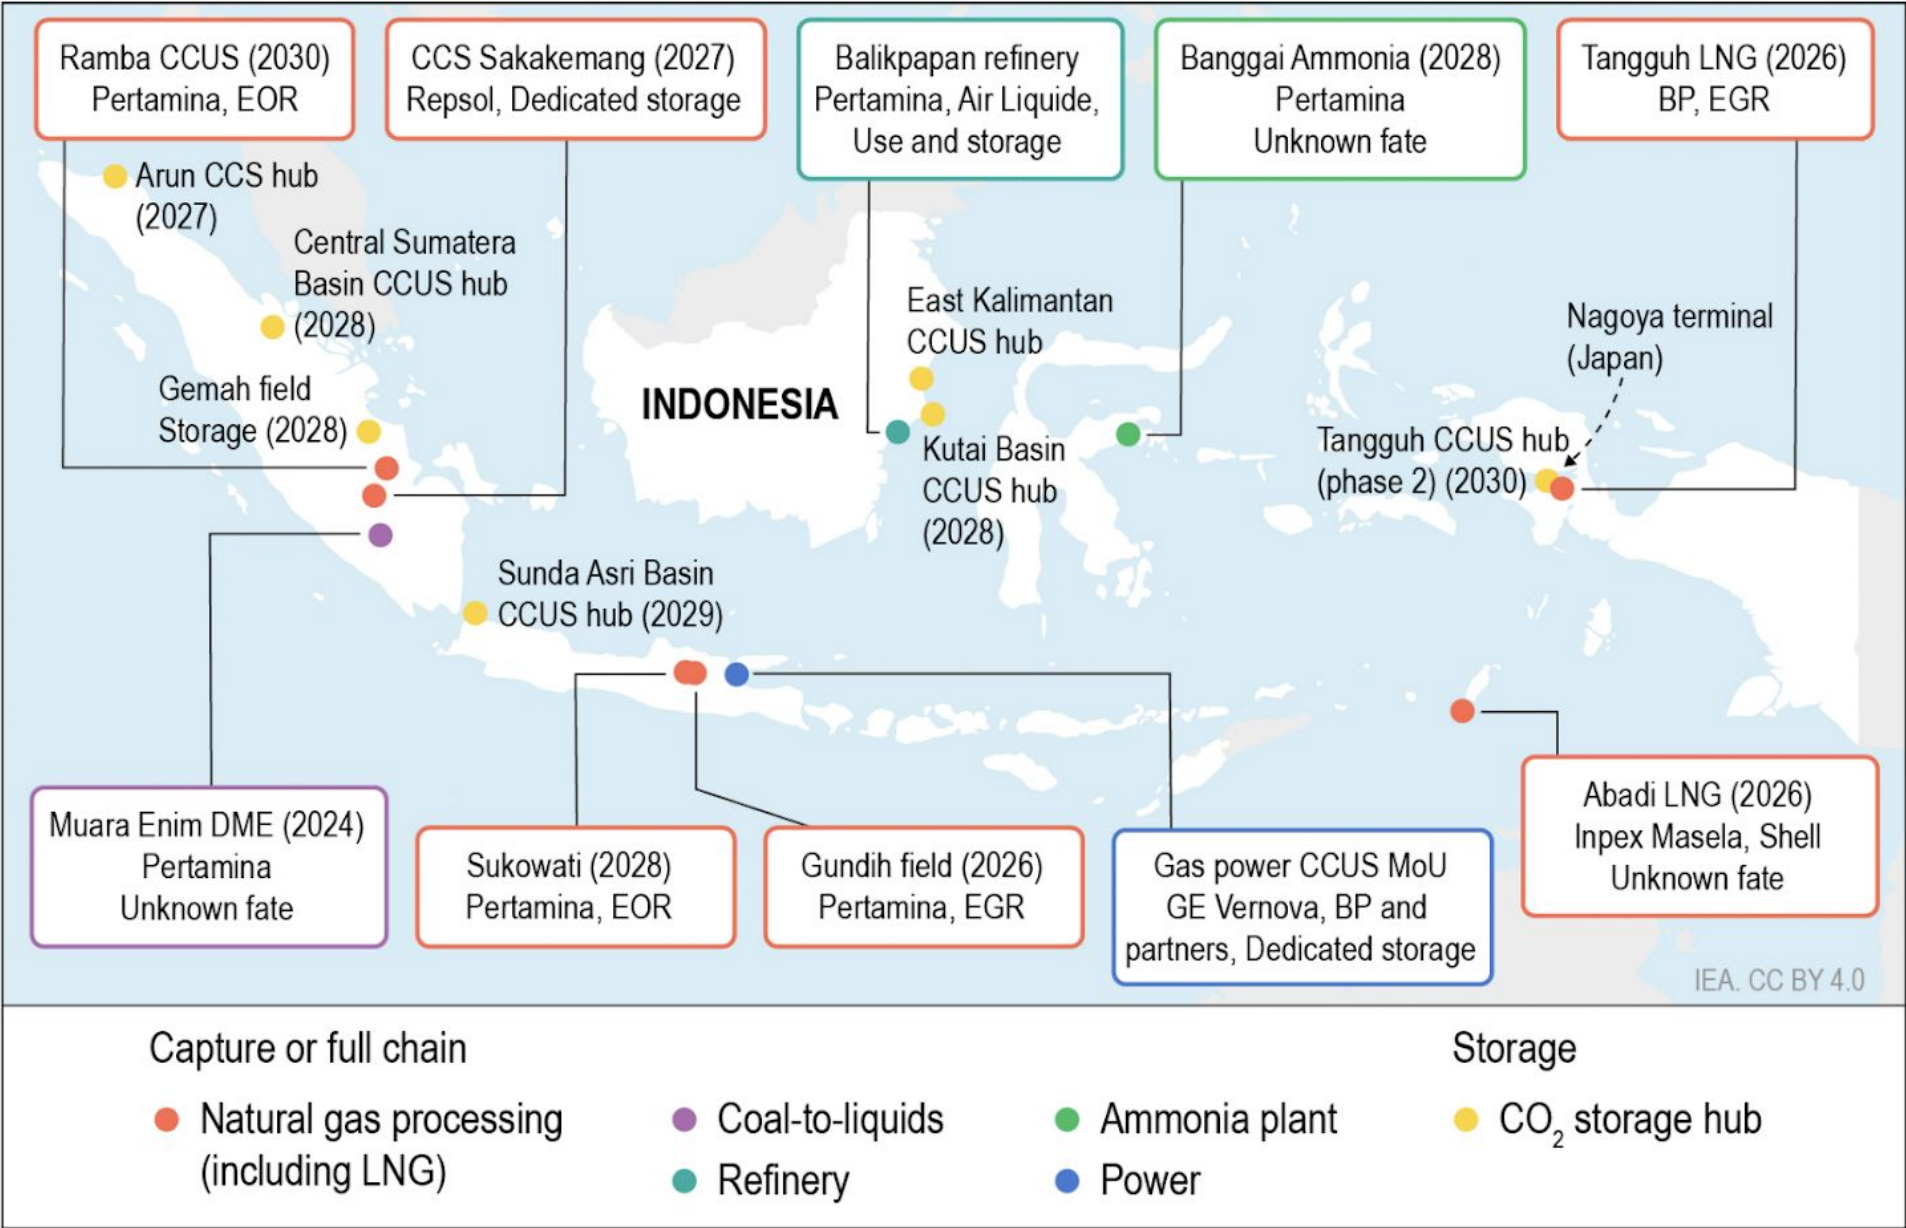 Ramba CCUS (2030)
Pertamina, EOR
CCS Sakakemang (2027)
Repsol, Dedicated storage
Balikpapan refinery
Pertamina, Air Liquide,
Use and storage
Banggai Ammonia (2028)
Pertamina
Unknown fate
Tangguh LNG (2026)
BP, EGR
Arun CCS hub
(2027)
Central Sumatera
Basin CCUS hub
(2028)
Gemah field
Storage (2028)
INDONESIA
East Kalimantan
CCUS hub
Kutai Basin
CCUS hub
(2028)
Nagoya terminal
(Japan)
Tangguh CCUS hub
(phase 2) (2030)
Sunda Asri Basin
CCUS hub (2029)
Muara Enim DME (2024)
Pertamina
Unknown fate
Sukowati (2028)
Pertamina, EOR
Gundih field (2026)
Pertamina, EGR
Gas power CCUS MoU
GE Vernova, BP and
partners, Dedicated storage
Abadi LNG (2026)
Inpex Masela, Shell
Unknown fate
IEA. CC BY 4.0
Capture or full chain
Natural gas processing
(including LNG)
Coal-to-liquids
Refinery
Ammonia plant
Power
Storage
CO₂ storage hub